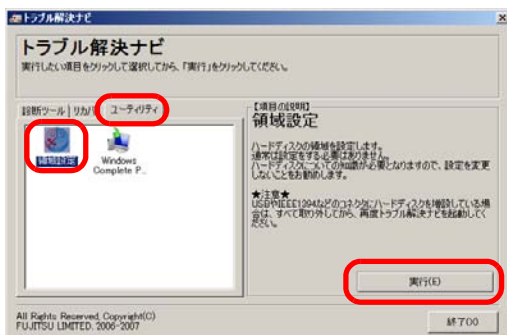 トラブル解決ナビ
トラブル解決ナビ
実行したい項目をクリックして選択してから、「実行」をクリックしてください。
診断ツール
リカバリ
ユーティリティ
領域設定
Windows
Complete P...
【項目の説明】
領域設定
ハードディスクの領域を設定します。
通常は設定をする必要はありません。
ハードディスクについての知識が必要となりますので、設定を変更
しないことをお勧めします。
★注意★
USBやIEEE1394などのコネクタにハードディスクを増設している場
合は、すべて取り外してから、再度トラブル解決ナビを起動してく
ださい。
実行(E)
All Rights Reserved, Copyright(C)
FUJITSU LIMITED, 2006-2007
終了(X)